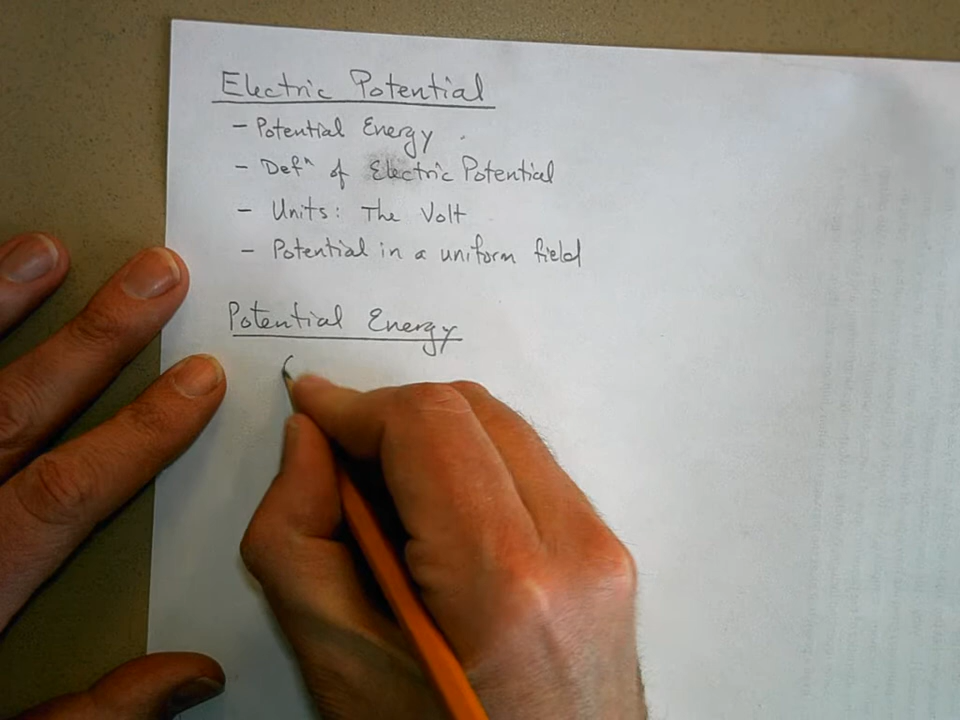 Electric Potential
- Potential Energy
- Defⁿ of Electric Potential
- Units: The Volt
- Potential in a uniform field
Potential Energy